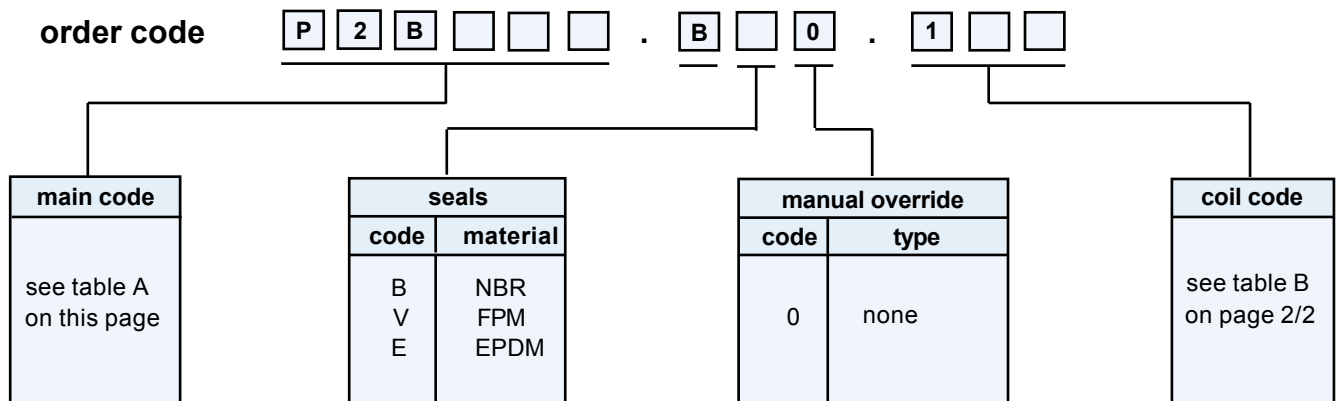 order code P 2 B . B 0 . 1
main code
see table A
on this page
seals
code material
B NBR
V FPM
E EPDM
manual override
code type
0 none
coil code
see table B
on page 2/2